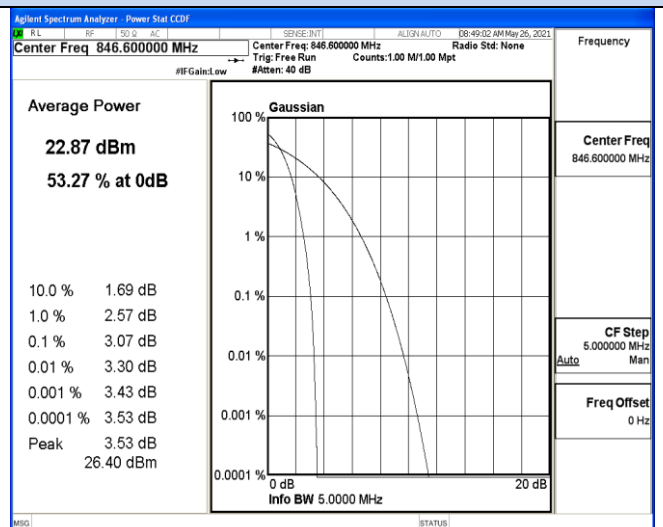 Agilent Spectrum Analyzer - Power Stat CCDF
RL RF 50 Ω AC SENSE:INT ALIGN AUTO 08:49:02 AM May 26, 2021
Center Freq 846.600000 MHz
Center Freq: 846.600000 MHz Radio Std: None
Trig: Free Run Counts:1.00 M/1.00 Mpt
#IFGain:Low #Atten: 40 dB
Frequency
Average Power
22.87 dBm
53.27 % at 0dB
10.0 % 1.69 dB
1.0 % 2.57 dB
0.1 % 3.07 dB
0.01 % 3.30 dB
0.001 % 3.43 dB
0.0001 % 3.53 dB
Peak 3.53 dB
26.40 dBm
Gaussian
100 %
10 %
1 %
0.1 %
0.01 %
0.001 %
0.0001 %
0 dB 20 dB
Info BW 5.0000 MHz
Center Freq
846.600000 MHz
CF Step
5.000000 MHz
Auto Man
Freq Offset
0 Hz
MSG STATUS